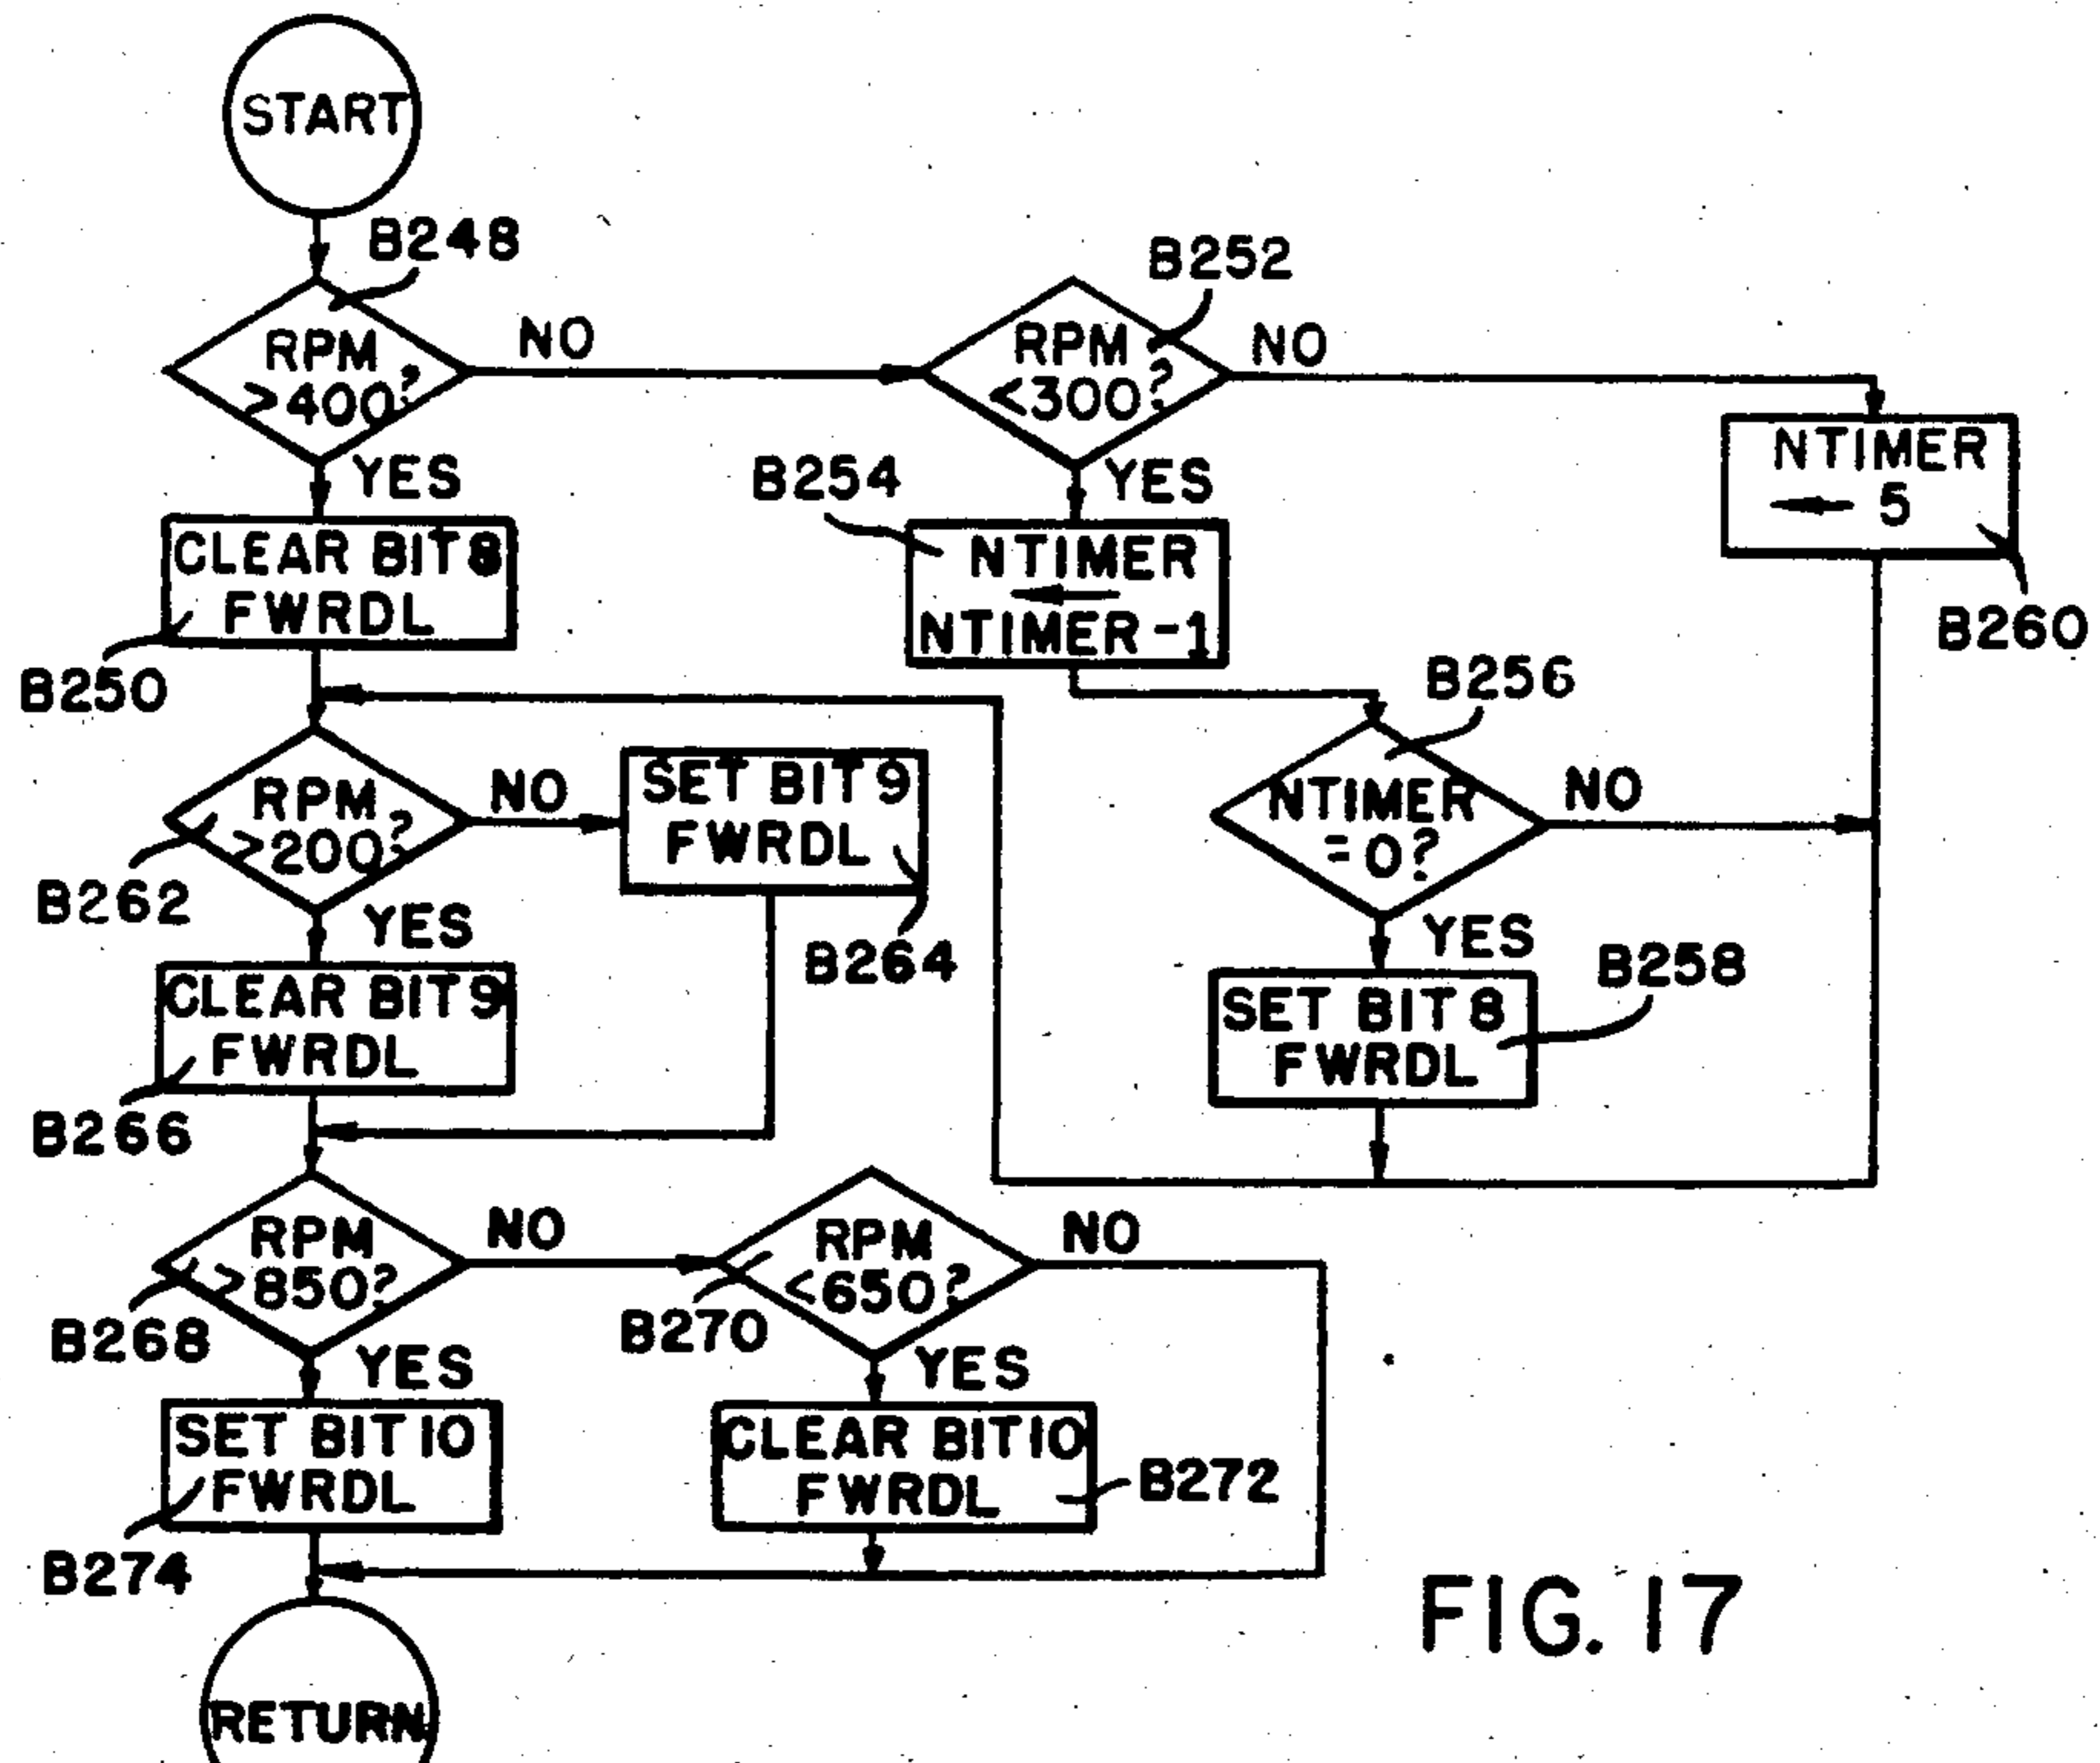 START
B248
RPM
>400?
NO
YES
B252
RPM
<300?
NO
YES
NTIMER
← 5
B260
CLEAR BIT 8
FWRDL
B250
B254
NTIMER
←
NTIMER-1
B256
NTIMER
=0?
NO
YES
SET BIT 8
FWRDL
B258
RPM
>200?
NO
YES
B262
SET BIT 9
FWRDL
B264
CLEAR BIT 9
FWRDL
B266
RPM
>850?
NO
YES
B268
RPM
<650?
NO
YES
B270
SET BIT 10
FWRDL
B274
CLEAR BIT 10
FWRDL
B272
RETURN
FIG. 17